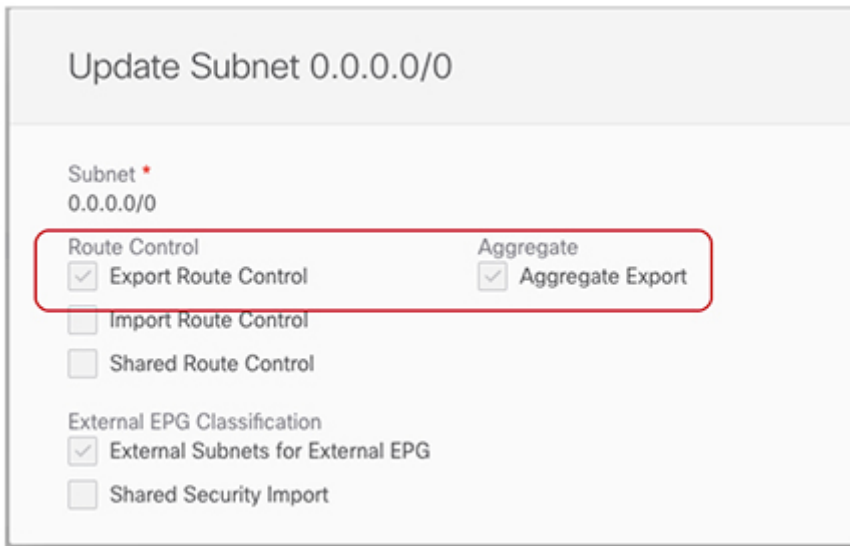 Update Subnet 0.0.0.0/0
Subnet *
0.0.0.0/0
Route Control Aggregate
Export Route Control Aggregate Export
Import Route Control
Shared Route Control
External EPG Classification
External Subnets for External EPG
Shared Security Import